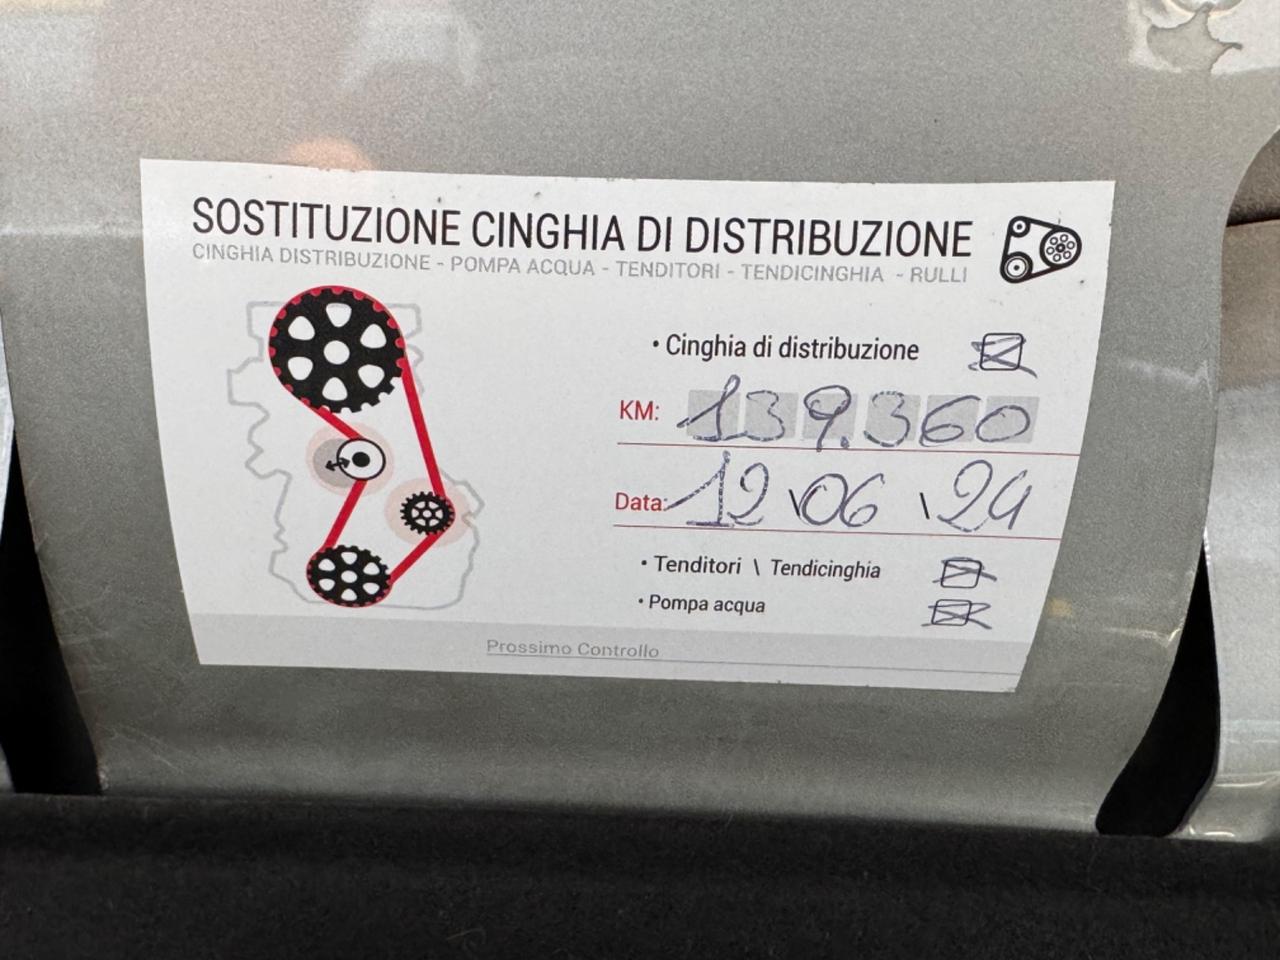 SOSTITUZIONE CINGHIA DI DISTRIBUZIONE
CINGHIA DISTRIBUZIONE - POMPA ACQUA - TENDITORI - TENDICINGHIA - RULLI
• Cinghia di distribuzione
KM: 139.360
Data: 12\06\24
• Tenditori \ Tendicinghia
• Pompa acqua
Prossimo Controllo